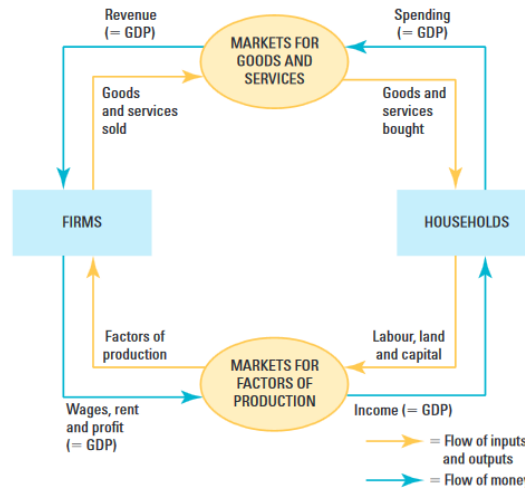 Revenue
(= GDP)
Spending
(= GDP)
MARKETS FOR
GOODS AND
SERVICES
Goods
and services
sold
Goods and
services
bought
FIRMS
HOUSEHOLDS
Factors of
production
Labour, land
and capital
MARKETS FOR
FACTORS OF
PRODUCTION
Wages, rent
and profit
(= GDP)
Income (= GDP)
= Flow of inputs
and outputs
= Flow of money